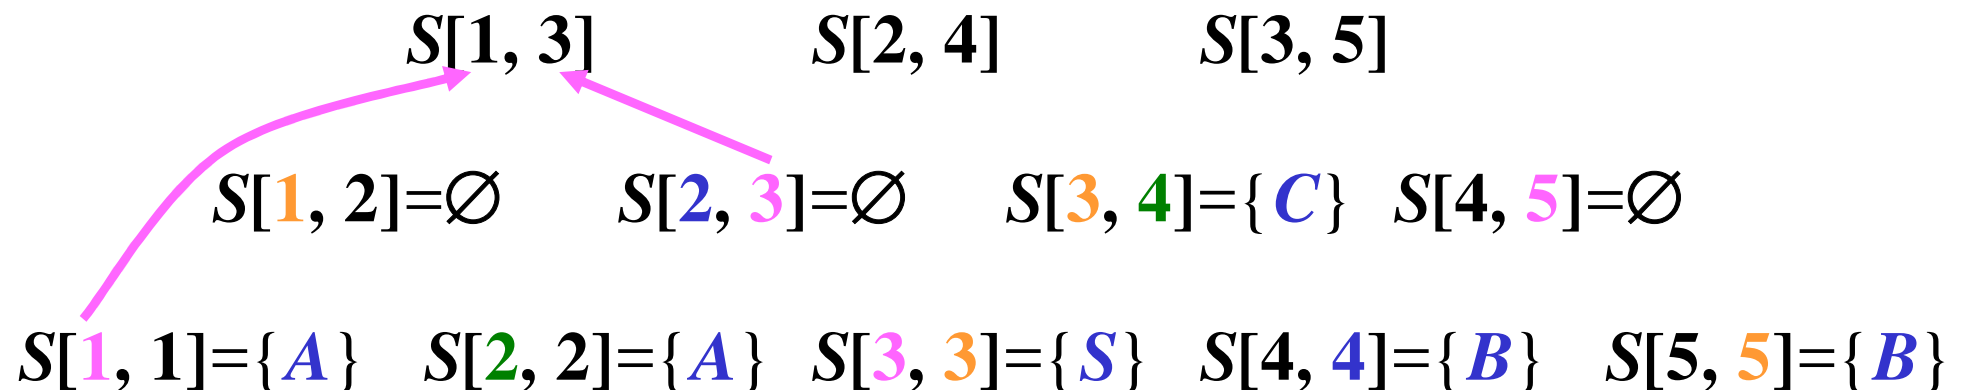 S[1, 3] S[2, 4] S[3, 5]
S[1, 2]=∅ S[2, 3]=∅ S[3, 4]={C} S[4, 5]=∅
S[1, 1]={A} S[2, 2]={A} S[3, 3]={S} S[4, 4]={B} S[5, 5]={B}